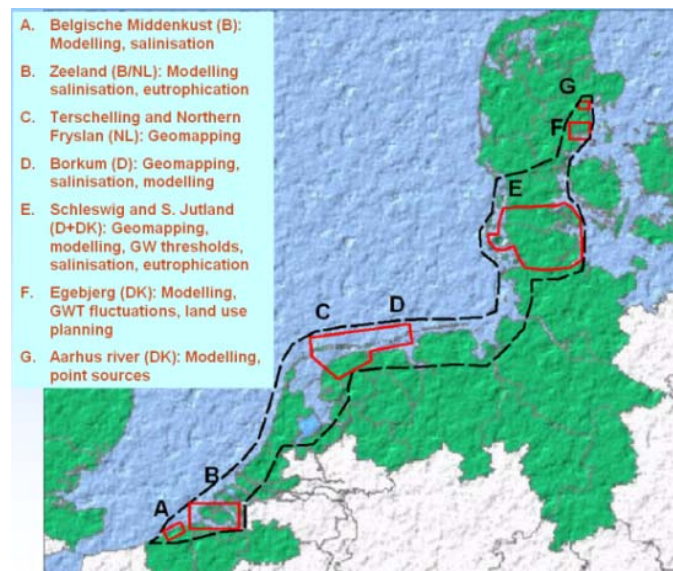 A. Belgische Middenkust (B):
Modelling, salinisation
B. Zeeland (B/NL): Modelling
salinisation, eutrophication
C. Terschelling and Northern
Fryslan (NL): Geomapping
D. Borkum (D): Geomapping,
salinisation, modelling
E. Schleswig and S. Jutland
(D+DK): Geomapping,
modelling, GW thresholds,
salinisation, eutrophication
F. Egebjerg (DK): Modelling,
GWT fluctuations, land use
planning
G. Aarhus river (DK): Modelling,
point sources
G
F
E
C
D
B
A